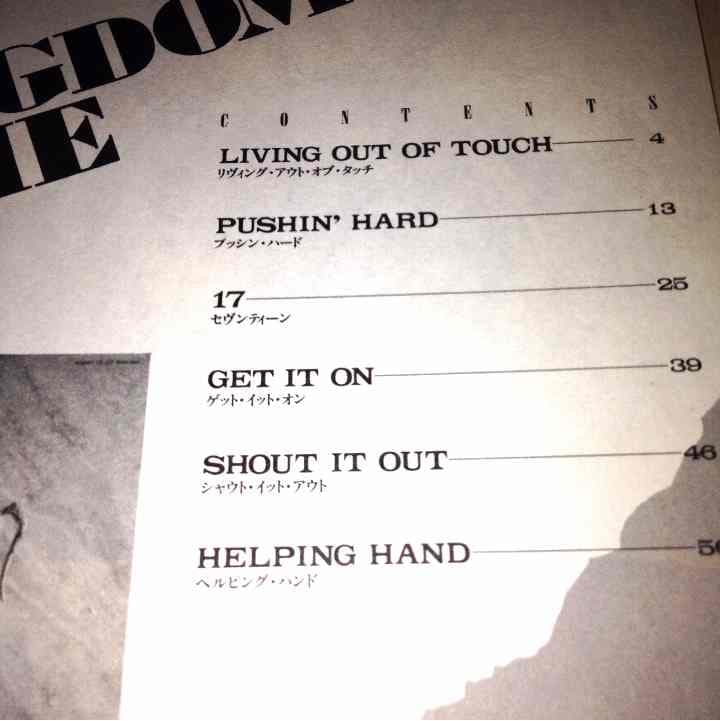 GDOM
C O N T E N T S
LIVING OUT OF TOUCH 4
リヴィング・アウト・オブ・タッチ
PUSHIN' HARD 13
プッシン・ハード
17 25
セヴンティーン
GET IT ON 39
ゲット・イット・オン
SHOUT IT OUT 46
シャウト・イット・アウト
HELPING HAND
ヘルピング・ハンド